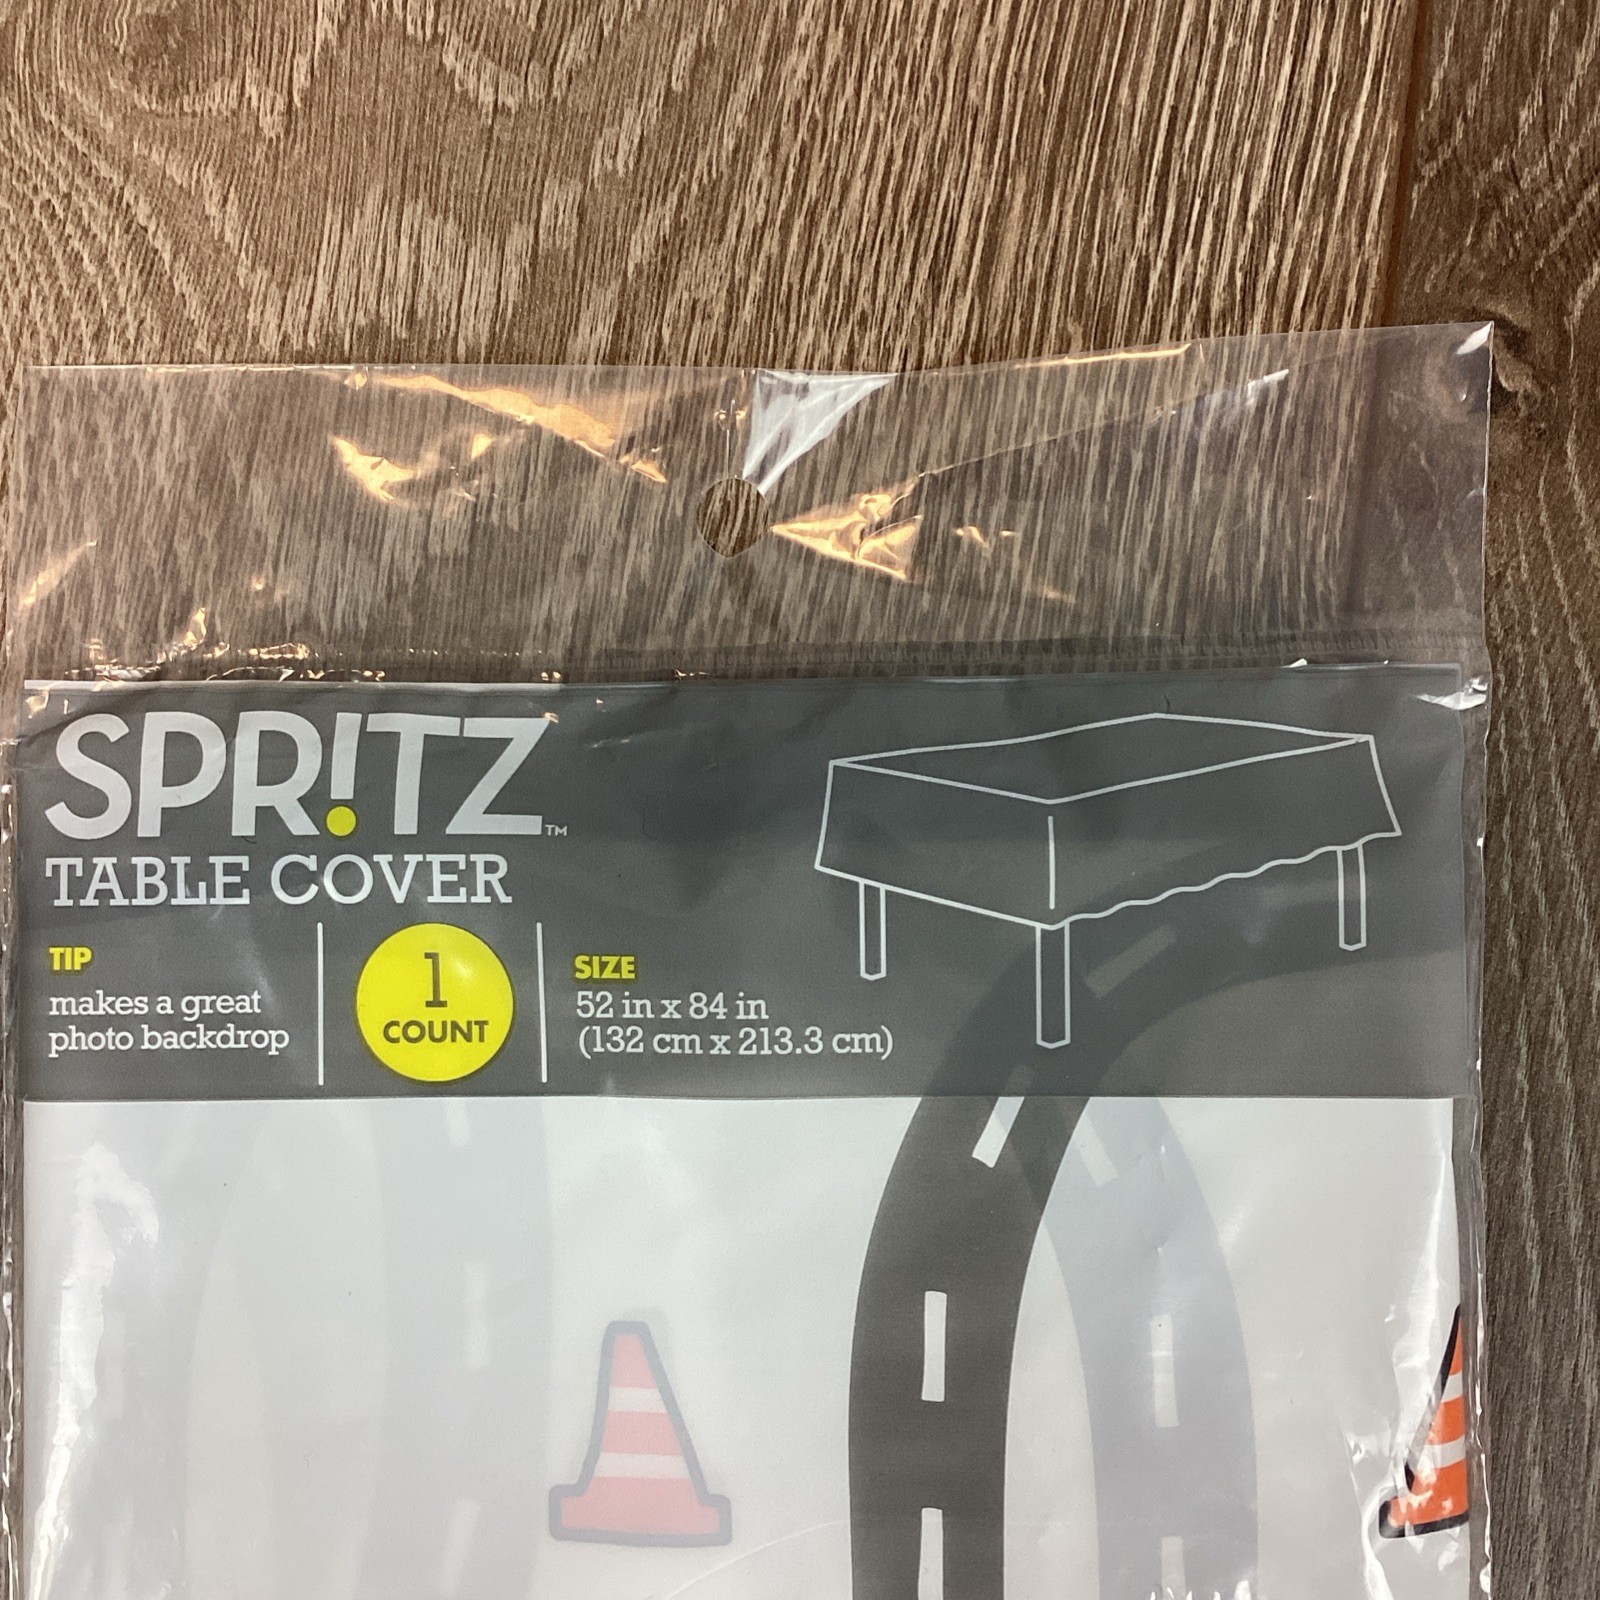 SPR!TZ™
TABLE COVER
TIP
makes a great
photo backdrop
1
COUNT
SIZE
52 in x 84 in
(132 cm x 213.3 cm)